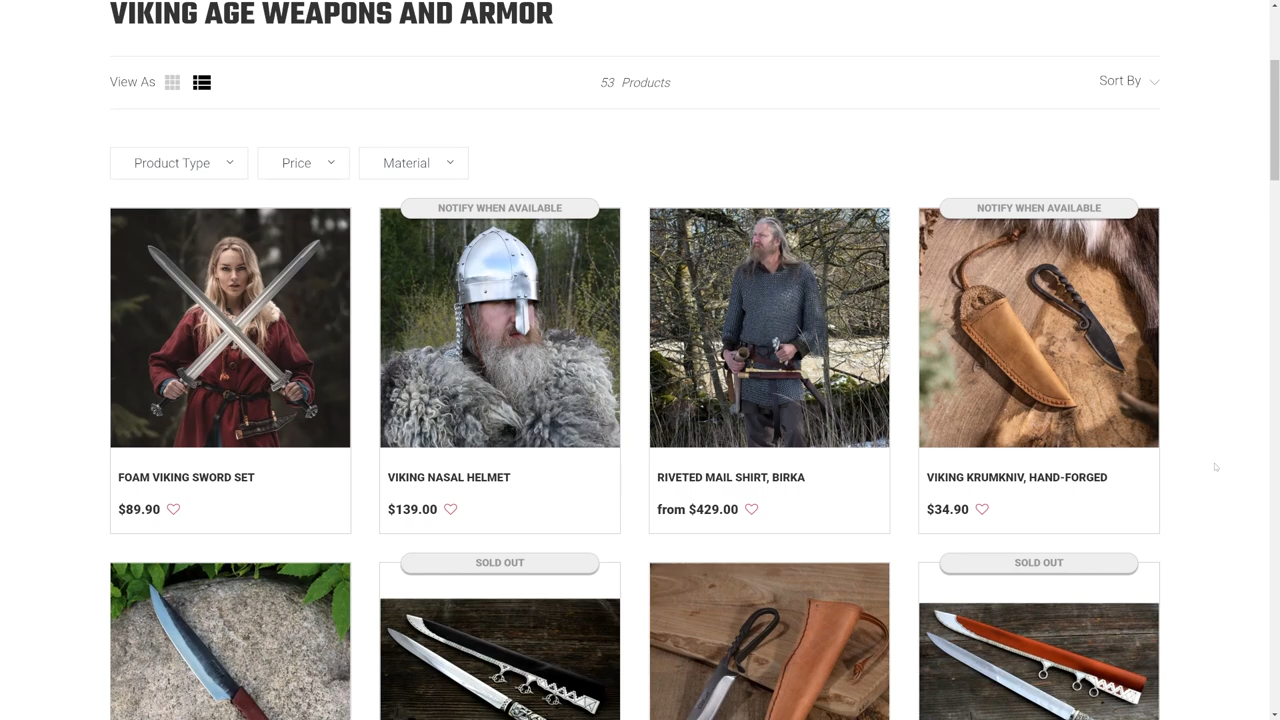 VIKING AGE WEAPONS AND ARMOR
View As
53 Products
Sort By
Product Type
Price
Material
NOTIFY WHEN AVAILABLE
NOTIFY WHEN AVAILABLE
FOAM VIKING SWORD SET
$89.90
VIKING NASAL HELMET
$139.00
RIVETED MAIL SHIRT, BIRKA
from $429.00
VIKING KRUMKNIV, HAND-FORGED
$34.90
SOLD OUT
SOLD OUT